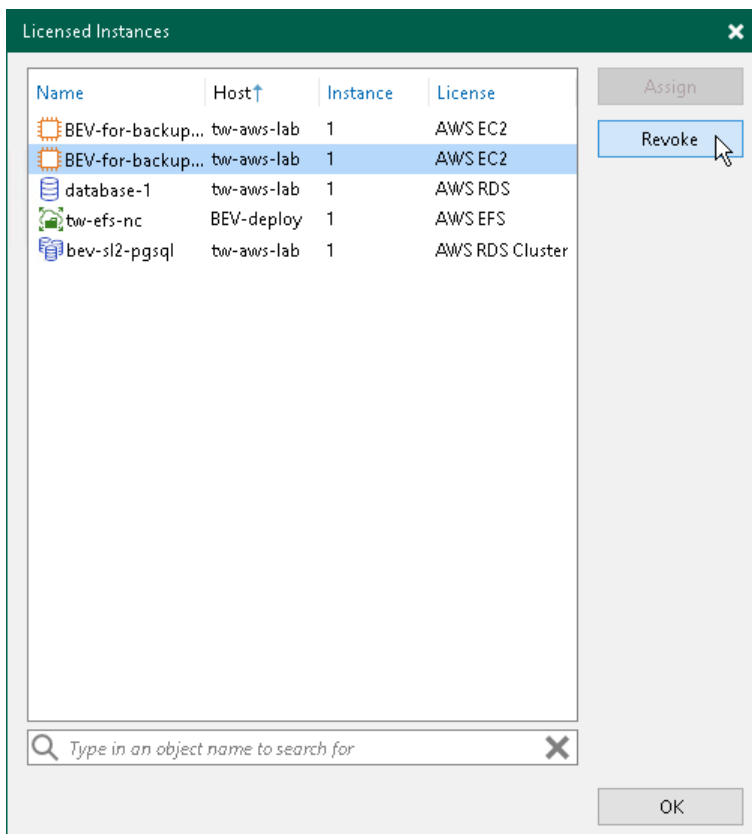 Licensed Instances
Name Host↑ Instance License
BEV-for-backup... tw-aws-lab 1 AWS EC2
BEV-for-backup... tw-aws-lab 1 AWS EC2
database-1 tw-aws-lab 1 AWS RDS
tw-efs-nc BEV-deploy 1 AWS EFS
bev-sl2-pgsql tw-aws-lab 1 AWS RDS Cluster
Assign
Revoke
Type in an object name to search for
OK